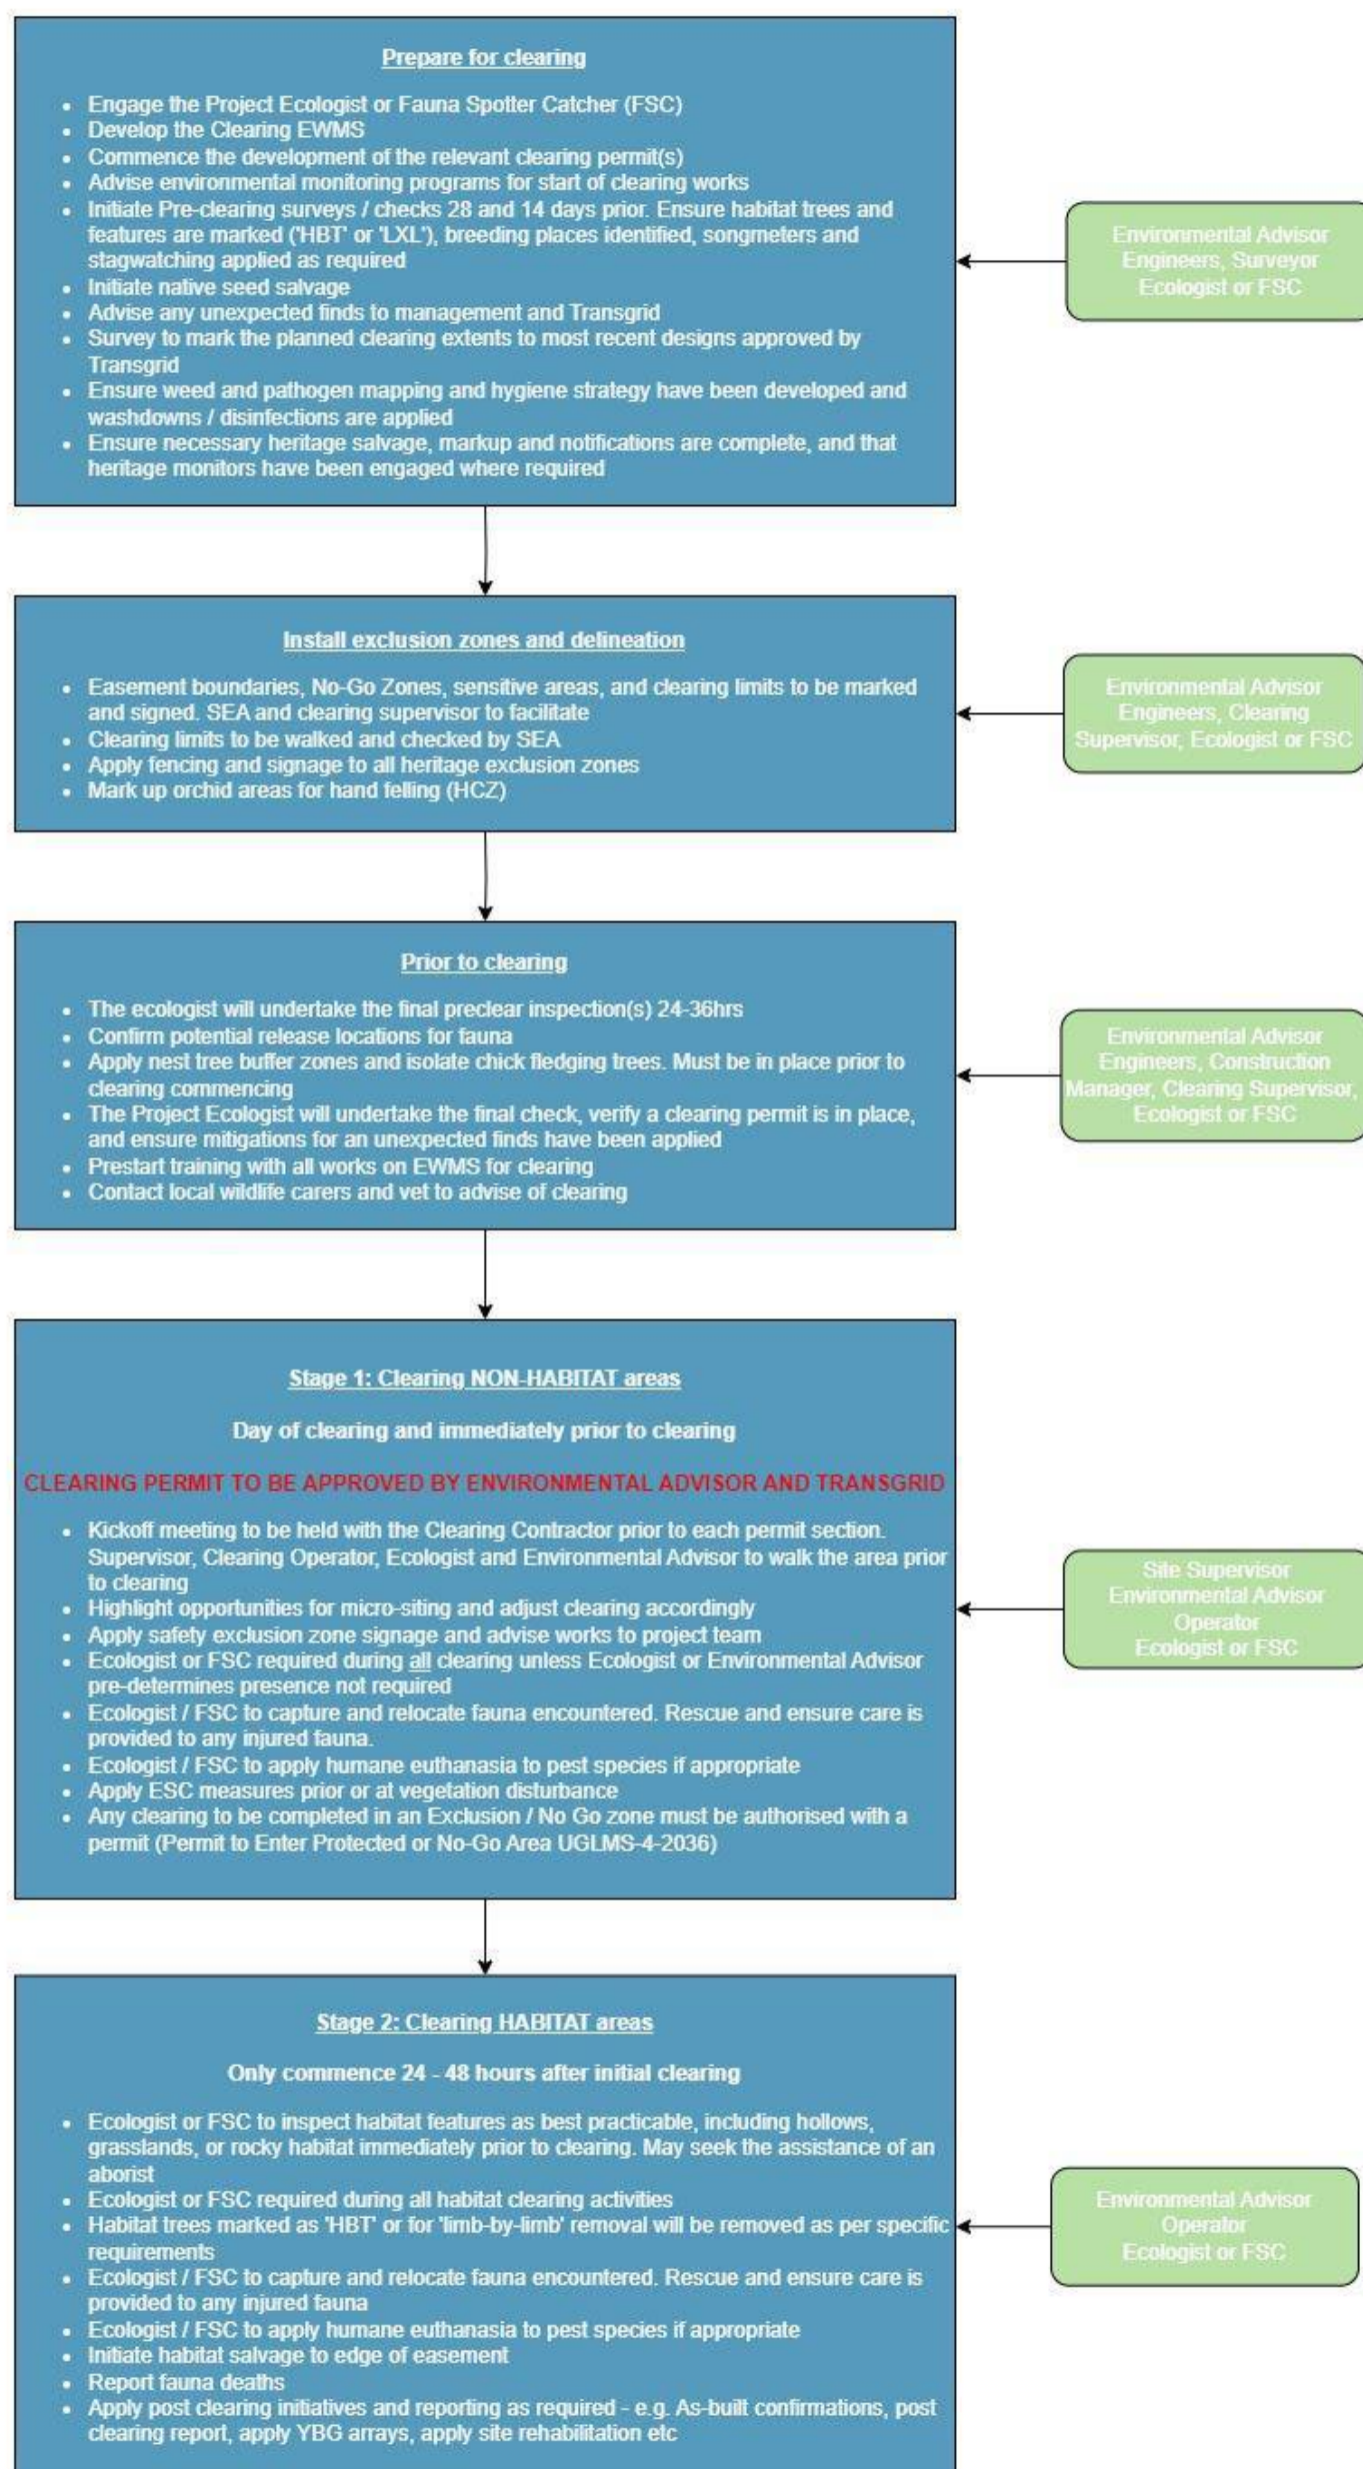 Prepare for clearing
• Engage the Project Ecologist or Fauna Spotter Catcher (FSC)
• Develop the Clearing EWMS
• Commence the development of the relevant clearing permit(s)
• Advise environmental monitoring programs for start of clearing works
• Initiate Pre-clearing surveys / checks 28 and 14 days prior. Ensure habitat trees and
features are marked ('HBT' or 'LXL'), breeding places identified, songmeters and
stagwatching applied as required
• Initiate native seed salvage
• Advise any unexpected finds to management and Transgrid
• Survey to mark the planned clearing extents to most recent designs approved by
Transgrid
• Ensure weed and pathogen mapping and hygiene strategy have been developed and
washdowns / disinfections are applied
• Ensure necessary heritage salvage, markup and notifications are complete, and that
heritage monitors have been engaged where required
Environmental Advisor
Engineers, Surveyor
Ecologist or FSC
Install exclusion zones and delineation
• Easement boundaries, No-Go Zones, sensitive areas, and clearing limits to be marked
and signed. SEA and clearing supervisor to facilitate
• Clearing limits to be walked and checked by SEA
• Apply fencing and signage to all heritage exclusion zones
• Mark up orchid areas for hand felling (HCZ)
Environmental Advisor
Engineers, Clearing
Supervisor, Ecologist or FSC
Prior to clearing
• The ecologist will undertake the final preclear inspection(s) 24-36hrs
• Confirm potential release locations for fauna
• Apply nest tree buffer zones and isolate chick fledging trees. Must be in place prior to
clearing commencing
• The Project Ecologist will undertake the final check, verify a clearing permit is in place,
and ensure mitigations for an unexpected finds have been applied
• Prestart training with all works on EWMS for clearing
• Contact local wildlife carers and vet to advise of clearing
Environmental Advisor
Engineers, Construction
Manager, Clearing Supervisor,
Ecologist or FSC
Stage 1: Clearing NON-HABITAT areas
Day of clearing and immediately prior to clearing
CLEARING PERMIT TO BE APPROVED BY ENVIRONMENTAL ADVISOR AND TRANSGRID
• Kickoff meeting to be held with the Clearing Contractor prior to each permit section.
Supervisor, Clearing Operator, Ecologist and Environmental Advisor to walk the area prior
to clearing
• Highlight opportunities for micro-siting and adjust clearing accordingly
• Apply safety exclusion zone signage and advise works to project team
• Ecologist or FSC required during all clearing unless Ecologist or Environmental Advisor
pre-determines presence not required
• Ecologist / FSC to capture and relocate fauna encountered. Rescue and ensure care is
provided to any injured fauna.
• Ecologist / FSC to apply humane euthanasia to pest species if appropriate
• Apply ESC measures prior or at vegetation disturbance
• Any clearing to be completed in an Exclusion / No Go zone must be authorised with a
permit (Permit to Enter Protected or No-Go Area UGLMS-4-2036)
Site Supervisor
Environmental Advisor
Operator
Ecologist or FSC
Stage 2: Clearing HABITAT areas
Only commence 24 - 48 hours after initial clearing
• Ecologist or FSC to inspect habitat features as best practicable, including hollows,
grasslands, or rocky habitat immediately prior to clearing. May seek the assistance of an
aborist
• Ecologist or FSC required during all habitat clearing activities
• Habitat trees marked as 'HBT' or for 'limb-by-limb' removal will be removed as per specific
requirements
• Ecologist / FSC to capture and relocate fauna encountered. Rescue and ensure care is
provided to any injured fauna
• Ecologist / FSC to apply humane euthanasia to pest species if appropriate
• Initiate habitat salvage to edge of easement
• Report fauna deaths
• Apply post clearing initiatives and reporting as required - e.g. As-built confirmations, post
clearing report, apply YBG arrays, apply site rehabilitation etc
Environmental Advisor
Operator
Ecologist or FSC